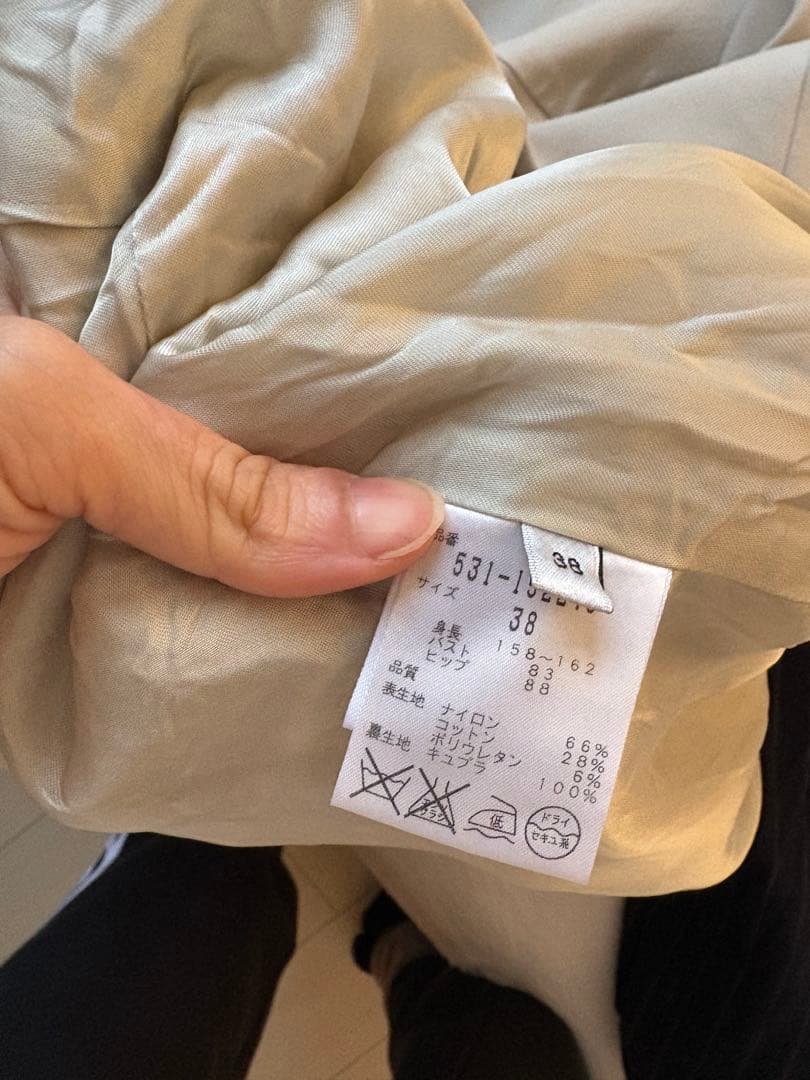 品番
38
531-1
サイズ
38
身長 158~162
バスト 83
ヒップ 88
品質
表生地 ナイロン 66%
コットン 28%
ポリウレタン 6%
裏生地 キュプラ 100%
低
ドライ
セキユ系